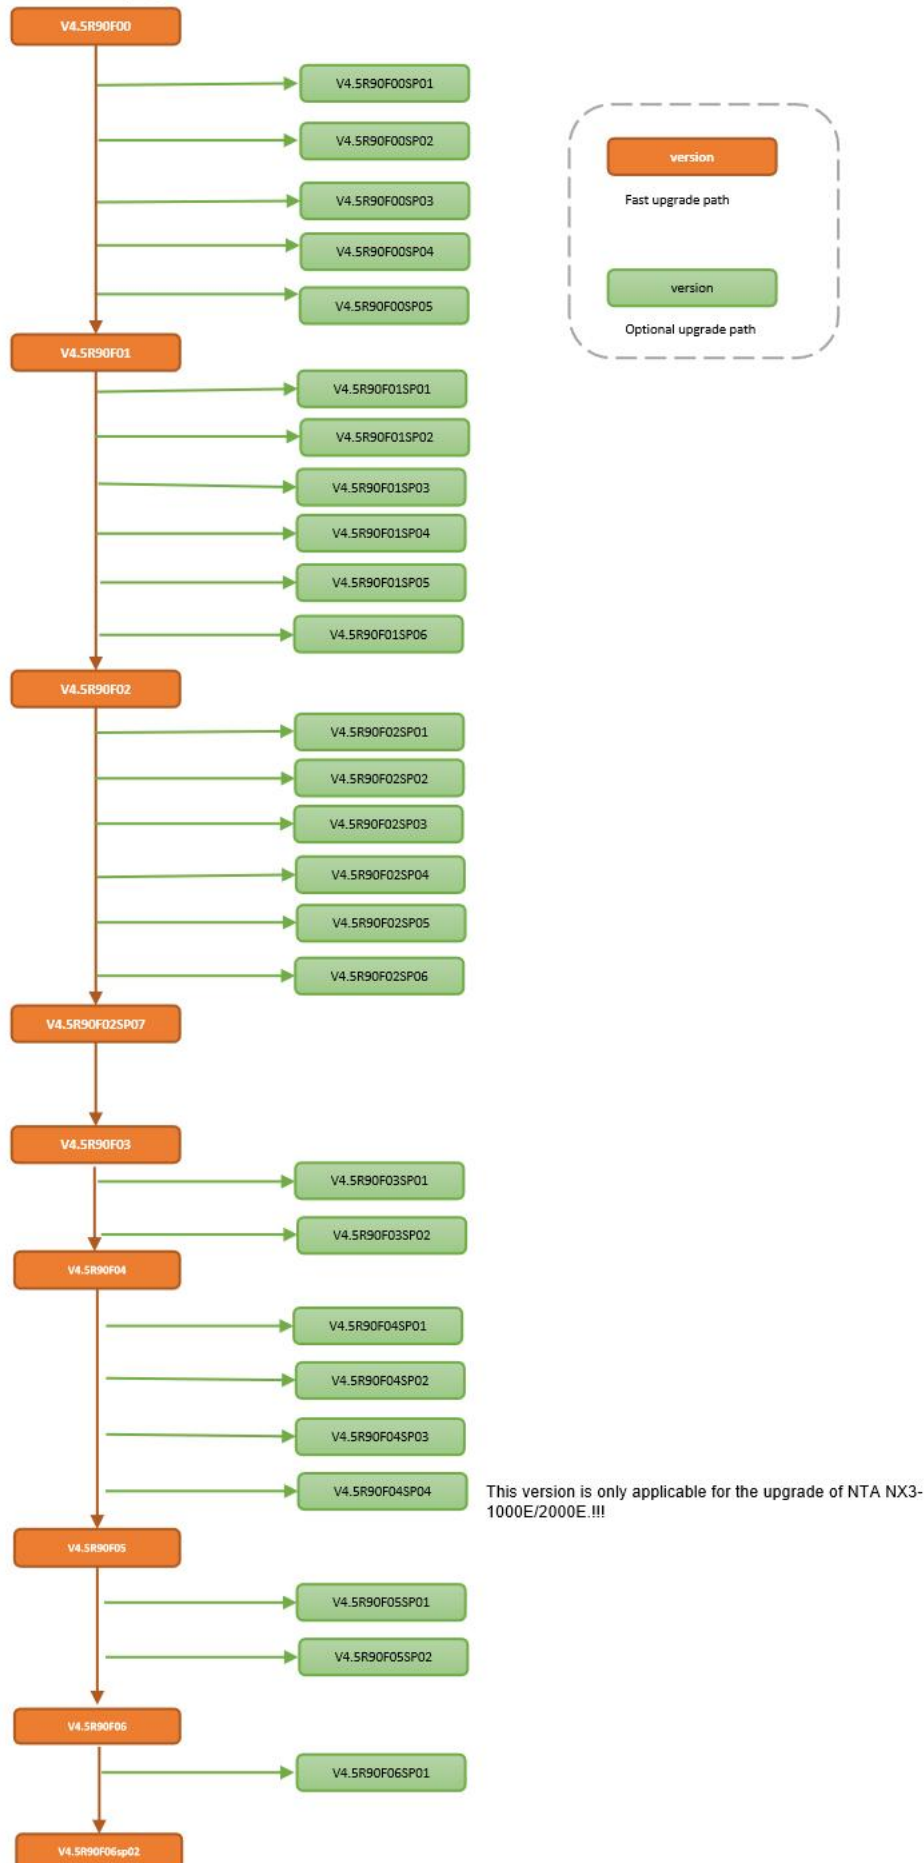 V4.5R90F00
V4.5R90F00SP01
V4.5R90F00SP02
version
Fast upgrade path
V4.5R90F00SP03
V4.5R90F00SP04
version
V4.5R90F00SP05
Optional upgrade path
V4.5R90F01
V4.5R90F01SP01
V4.5R90F01SP02
V4.5R90F01SP03
V4.5R90F01SP04
V4.5R90F01SP05
V4.5R90F01SP06
V4.5R90F02
V4.5R90F02SP01
V4.5R90F02SP02
V4.5R90F02SP03
V4.5R90F02SP04
V4.5R90F02SP05
V4.5R90F02SP06
V4.5R90F02SP07
V4.5R90F03
V4.5R90F03SP01
V4.5R90F03SP02
V4.5R90F04
V4.5R90F04SP01
V4.5R90F04SP02
V4.5R90F04SP03
V4.5R90F04SP04
This version is only applicable for the upgrade of NTA NX3-
1000E/2000E.!!!
V4.5R90F05
V4.5R90F05SP01
V4.5R90F05SP02
V4.5R90F06
V4.5R90F06SP01
V4.5R90F06sp02